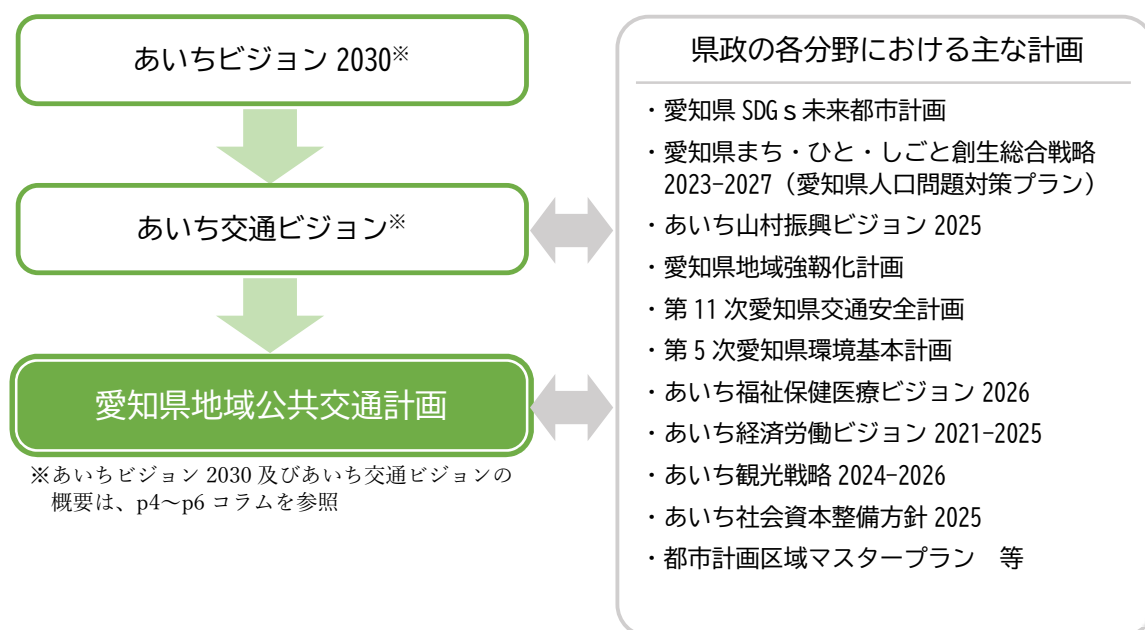 あいちビジョン 2030※
あいち交通ビジョン※
愛知県地域公共交通計画
※あいちビジョン 2030 及びあいち交通ビジョンの
概要は、p4～p6 コラムを参照
県政の各分野における主な計画
・愛知県 SDGｓ未来都市計画
・愛知県まち・ひと・しごと創生総合戦略
2023-2027（愛知県人口問題対策プラン）
・あいち山村振興ビジョン 2025
・愛知県地域強靱化計画
・第 11 次愛知県交通安全計画
・第 5 次愛知県環境基本計画
・あいち福祉保健医療ビジョン 2026
・あいち経済労働ビジョン 2021-2025
・あいち観光戦略 2024-2026
・あいち社会資本整備方針 2025
・都市計画区域マスタープラン　等